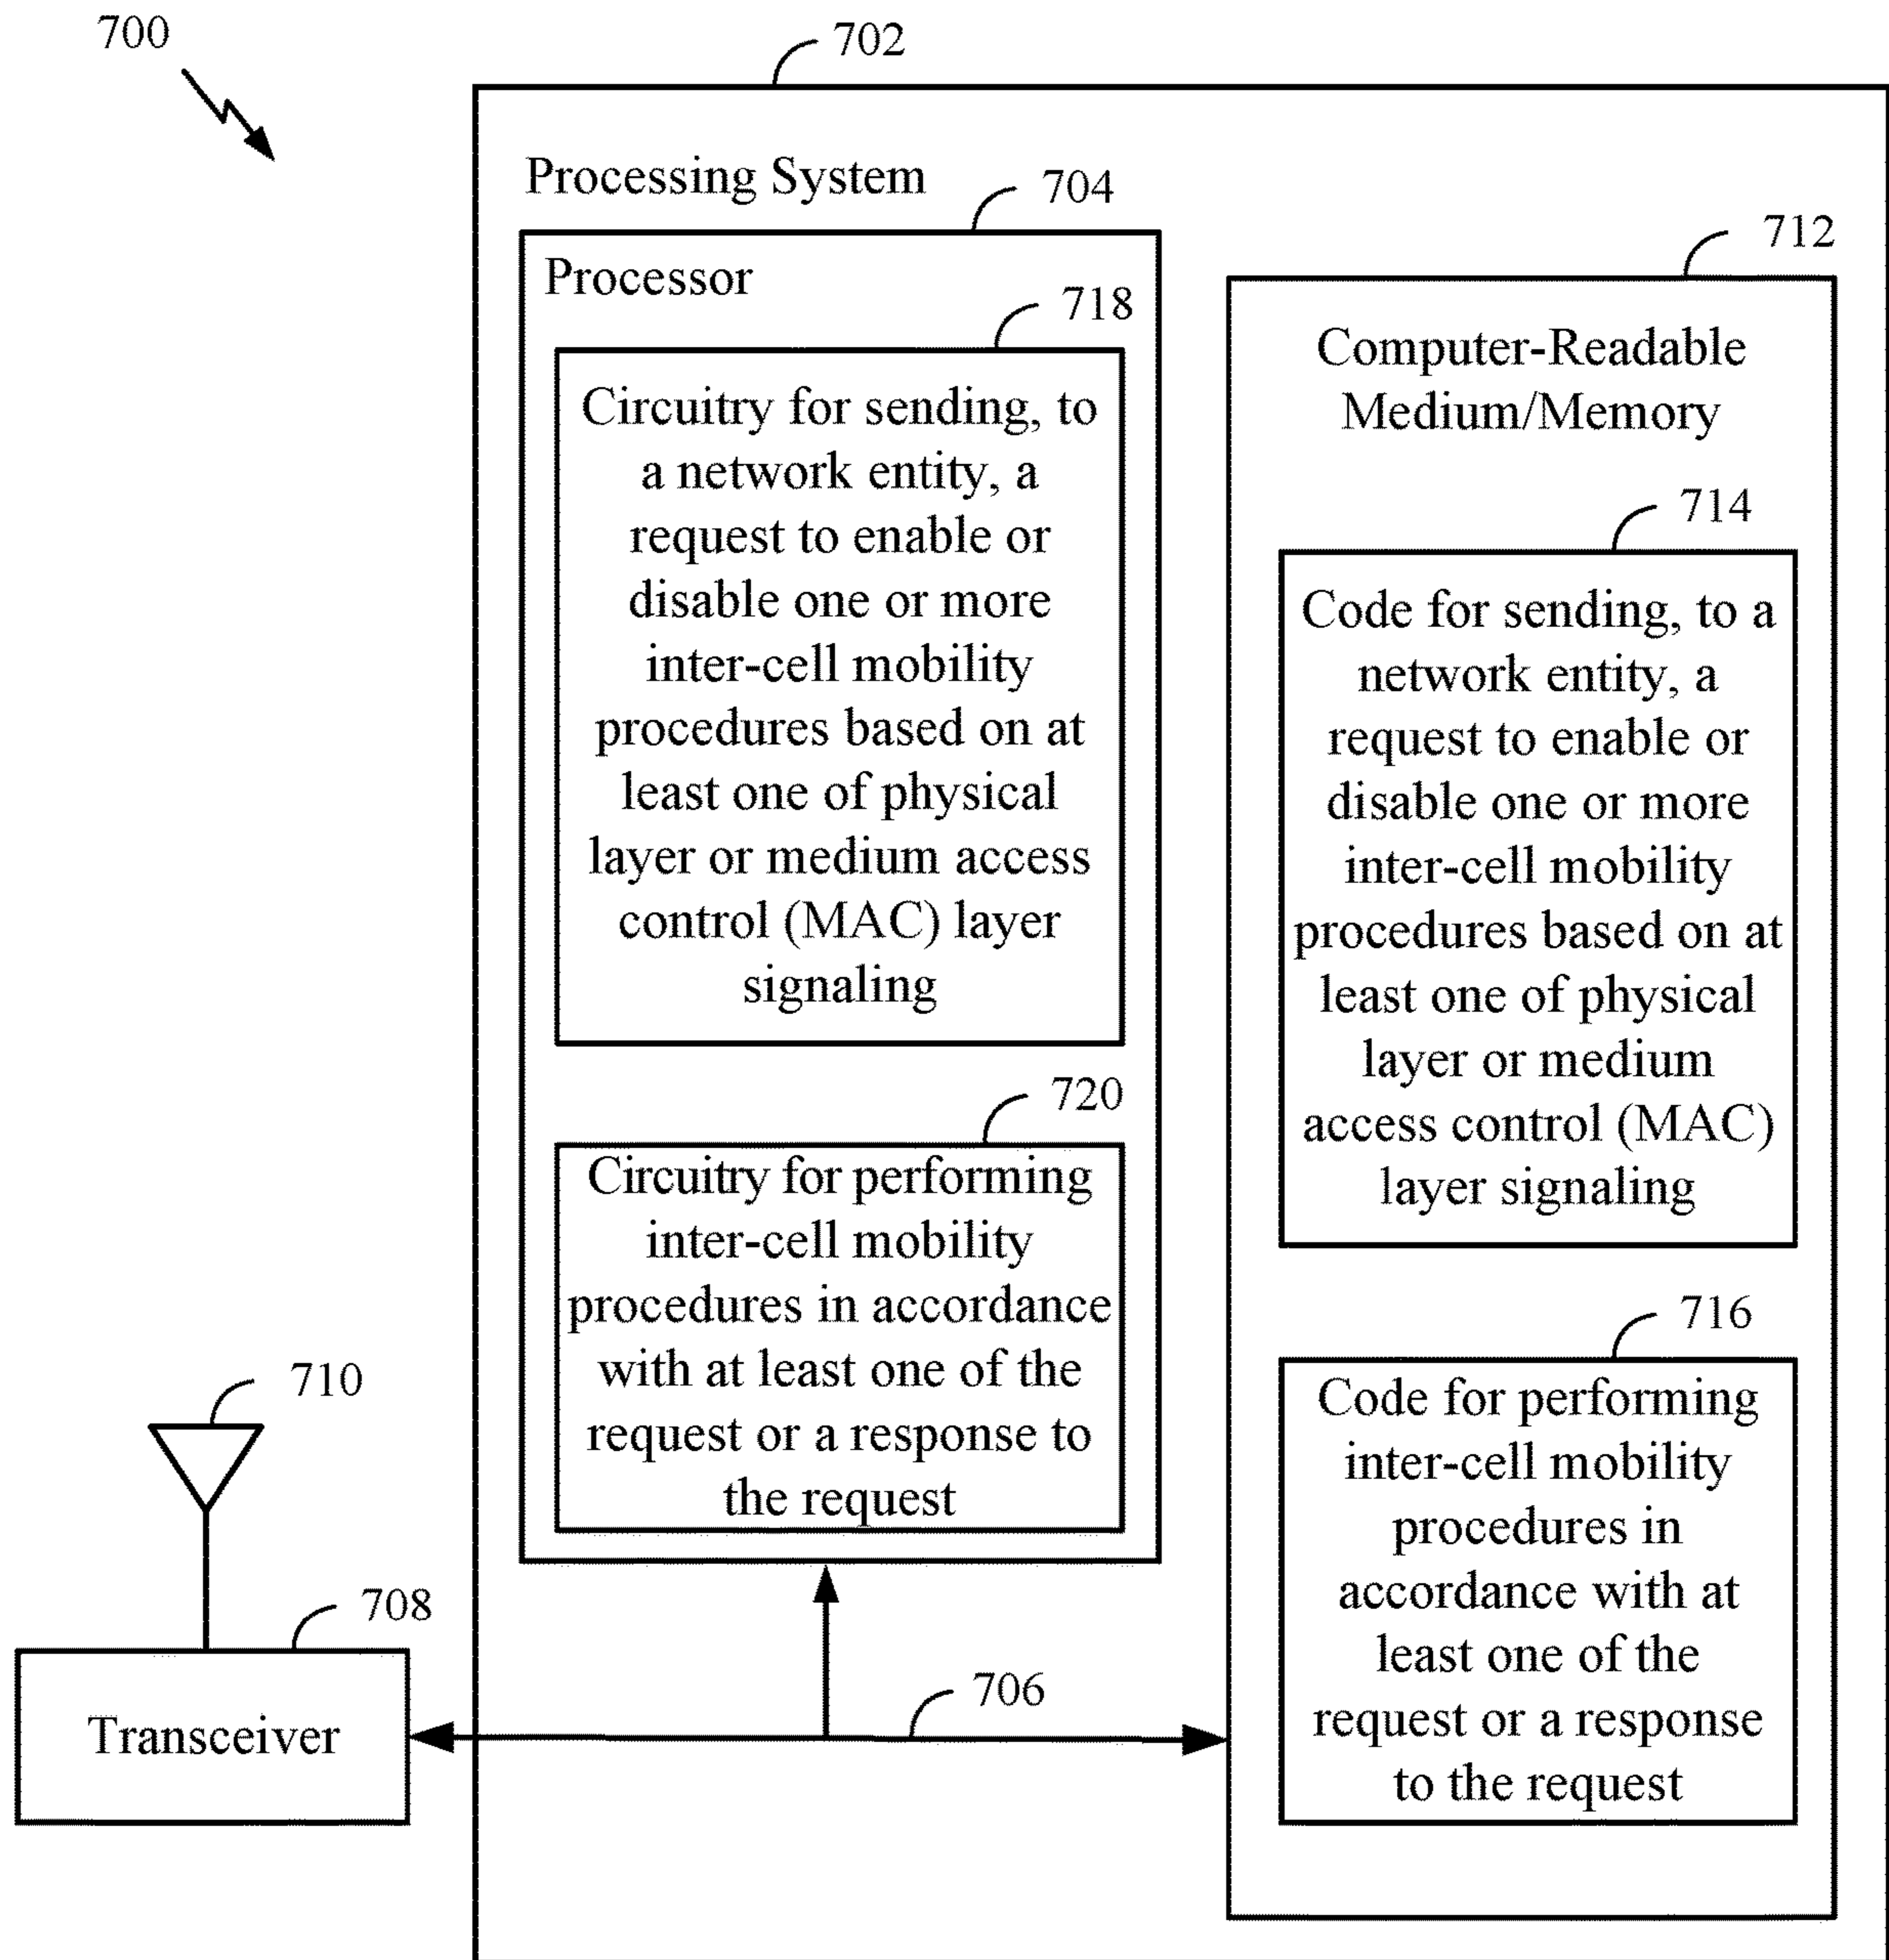 700
702
Processing System
704
Processor
718
Circuitry for sending, to
a network entity, a
request to enable or
disable one or more
inter-cell mobility
procedures based on at
least one of physical
layer or medium access
control (MAC) layer
signaling
720
Circuitry for performing
inter-cell mobility
procedures in accordance
with at least one of the
request or a response to
the request
712
Computer-Readable
Medium/Memory
714
Code for sending, to a
network entity, a
request to enable or
disable one or more
inter-cell mobility
procedures based on at
least one of physical
layer or medium
access control (MAC)
layer signaling
716
Code for performing
inter-cell mobility
procedures in
accordance with at
least one of the
request or a response
to the request
710
708
Transceiver
706